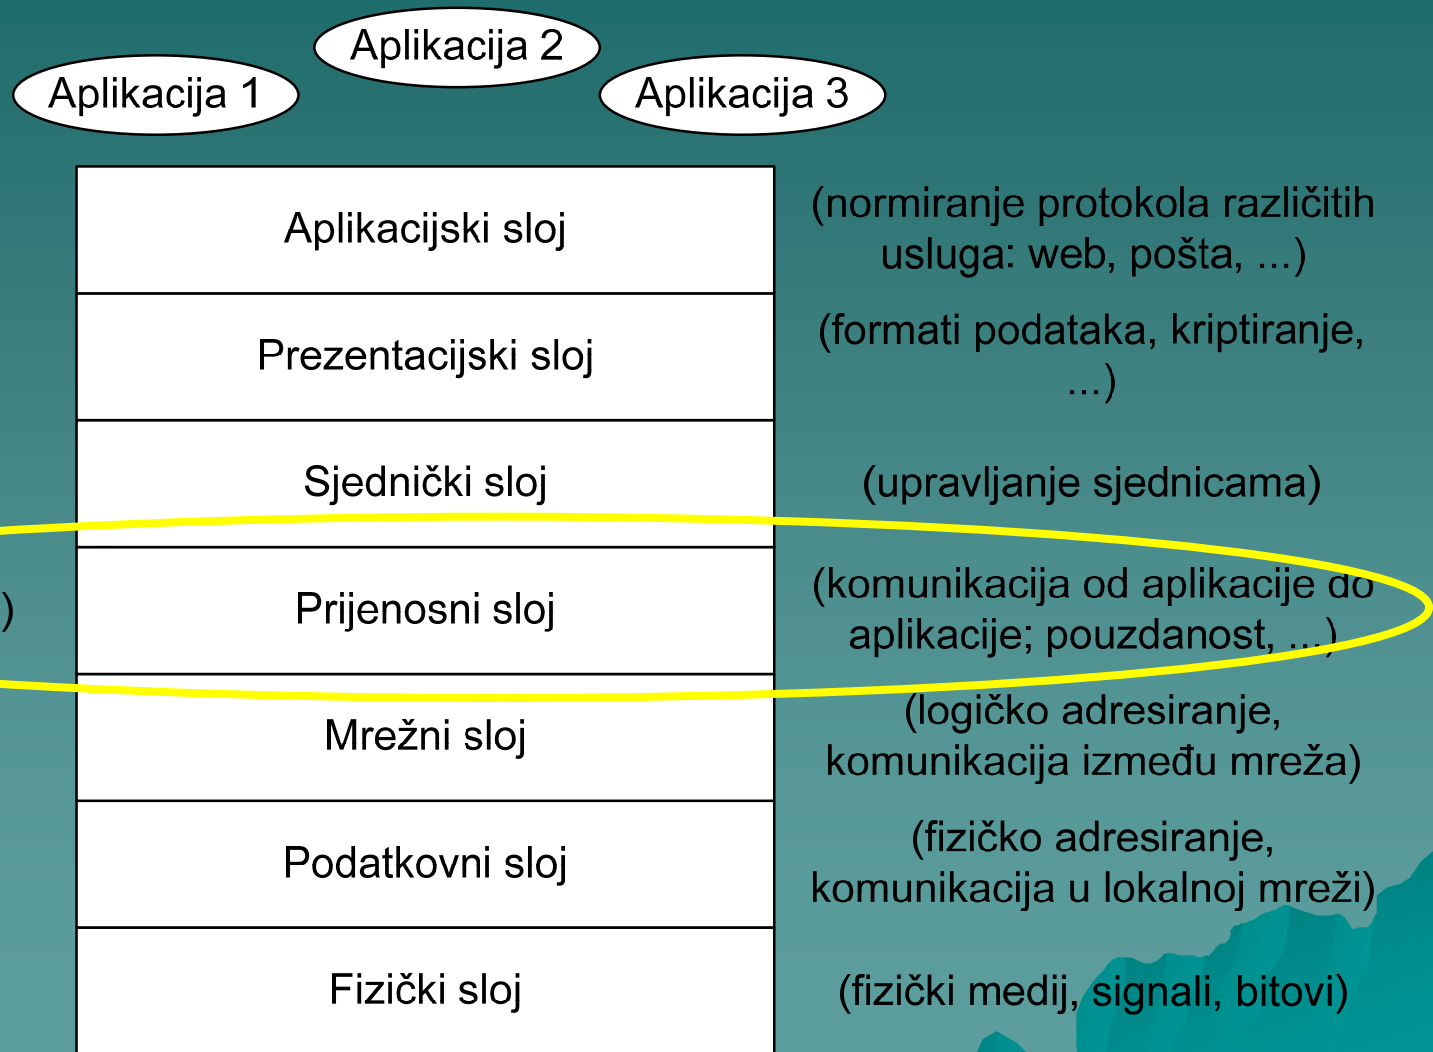 Aplikacija 2
Aplikacija 1
Aplikacija 3
Aplikacijski sloj
(normiranje protokola različitih
usluga: web, pošta, ...)
Prezentacijski sloj
(formati podataka, kriptiranje,
...)
Sjednički sloj
(upravljanje sjednicama)
)
Prijenosni sloj
(komunikacija od aplikacije do
aplikacije; pouzdanost, ...)
Mrežni sloj
(logičko adresiranje,
komunikacija između mreža)
Podatkovni sloj
(fizičko adresiranje,
komunikacija u lokalnoj mreži)
Fizički sloj
(fizički medij, signali, bitovi)